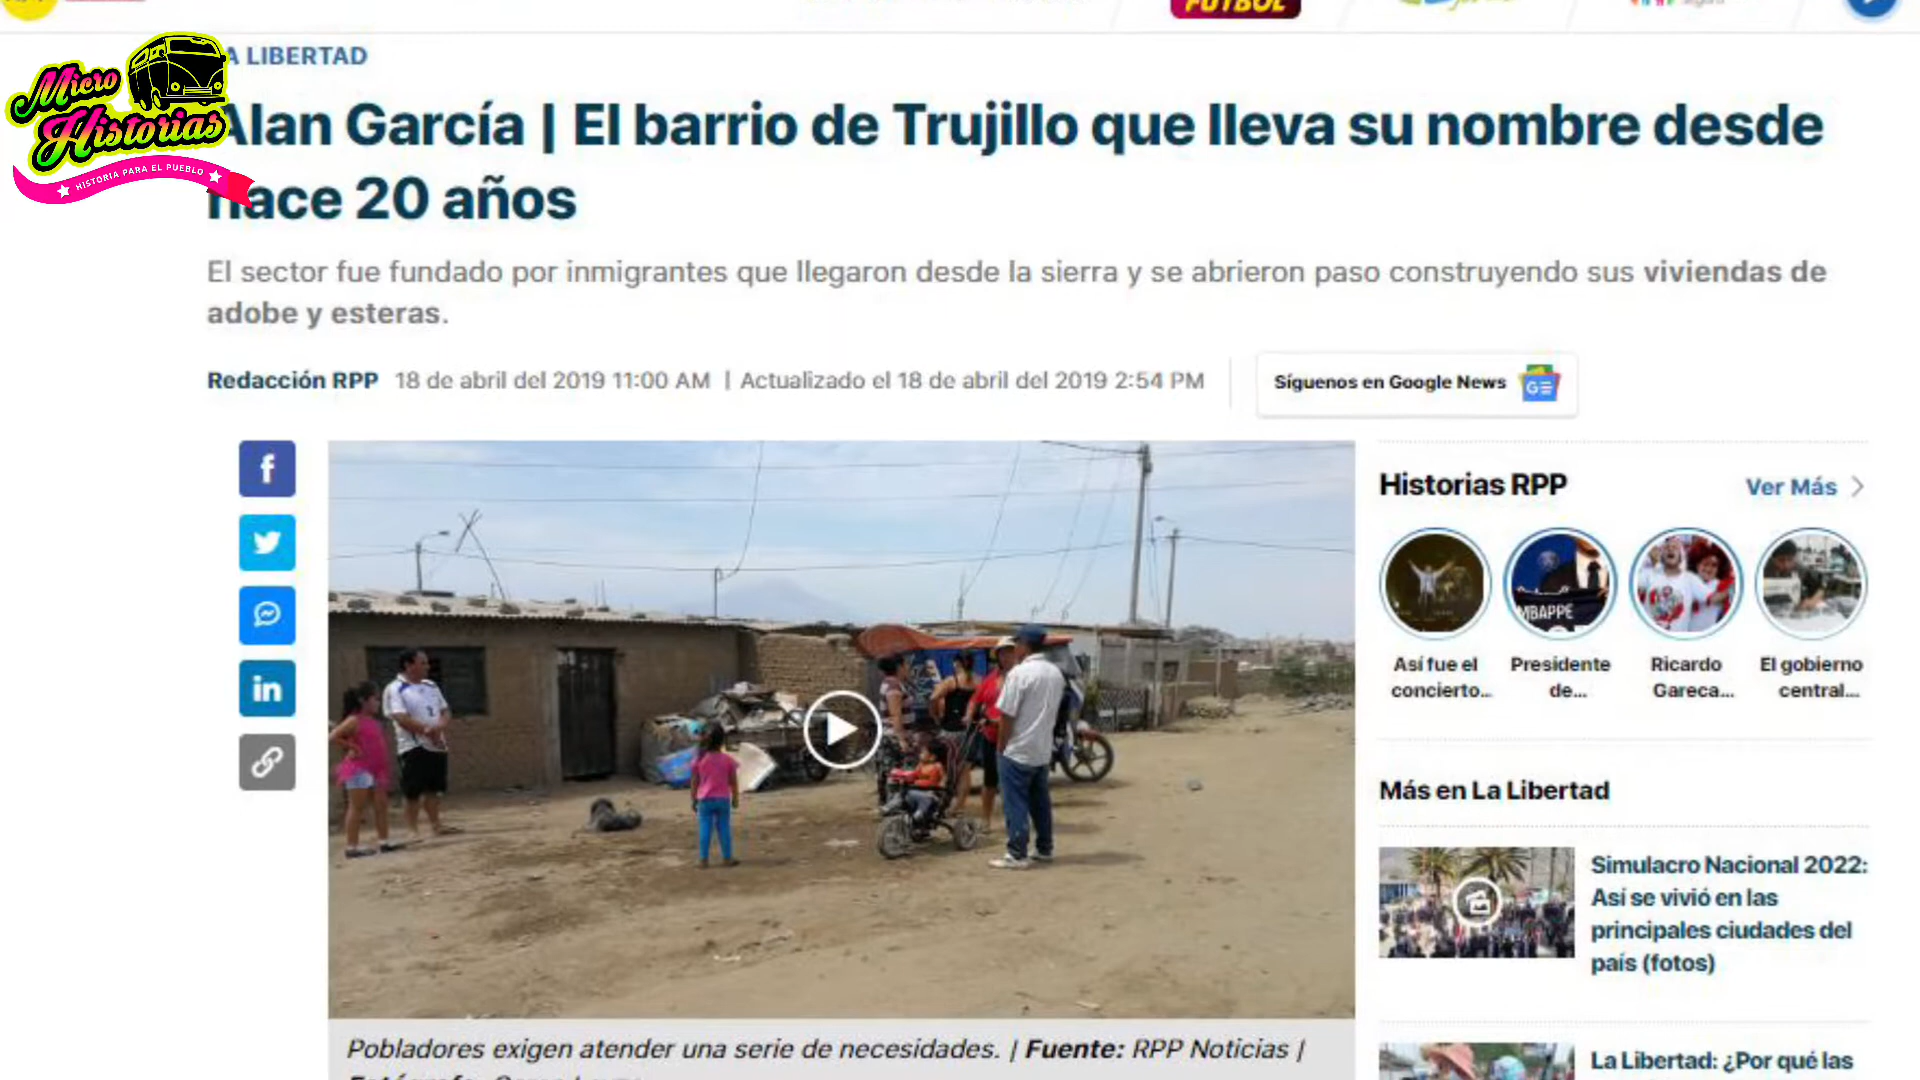 FUTBOL
Micro
Historias
HISTORIA PARA EL PUEBLO
A LIBERTAD
Alan García | El barrio de Trujillo que lleva su nombre desde
hace 20 años
El sector fue fundado por inmigrantes que llegaron desde la sierra y se abrieron paso construyendo sus viviendas de
adobe y esteras.
Redacción RPP 18 de abril del 2019 11:00 AM | Actualizado el 18 de abril del 2019 2:54 PM
Síguenos en Google News
Historias RPP
Ver Más
MBAPPE
Así fue el
concierto...
Presidente
de...
Ricardo
Gareca...
El gobierno
central....
Más en La Libertad
Simulacro Nacional 2022:
Así se vivió en las
principales ciudades del
país (fotos)
La Libertad: ¿Por qué las
Pobladores exigen atender una serie de necesidades. | Fuente: RPP Noticias |